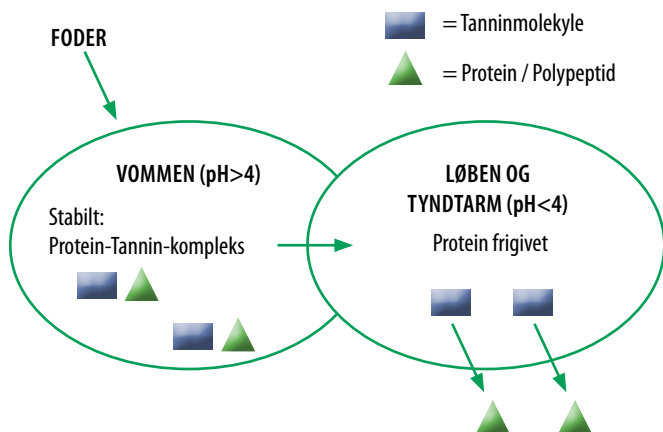 FODER
= Tanninmolekyle
= Protein / Polypeptid
VOMMEN (pH>4)
Stabilt:
Protein-Tannin-kompleks
LØBEN OG
TYNDTARM (pH<4)
Protein frigivet